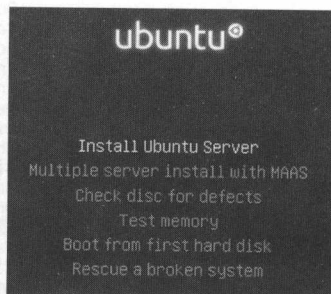 ubuntu
Install Ubuntu Server
Multiple server install with MAAS
Check disc for defects
Test memory
Boot from first hard disk
Rescue a broken system